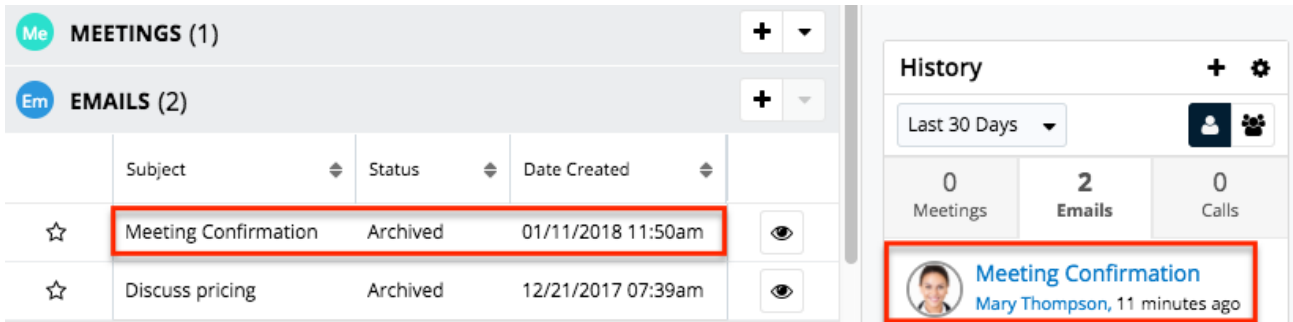 Me MEETINGS (1)
Em EMAILS (2)
Subject Status Date Created
Meeting Confirmation Archived 01/11/2018 11:50am
Discuss pricing Archived 12/21/2017 07:39am
History
Last 30 Days
0 2 0
Meetings Emails Calls
Meeting Confirmation
Mary Thompson, 11 minutes ago